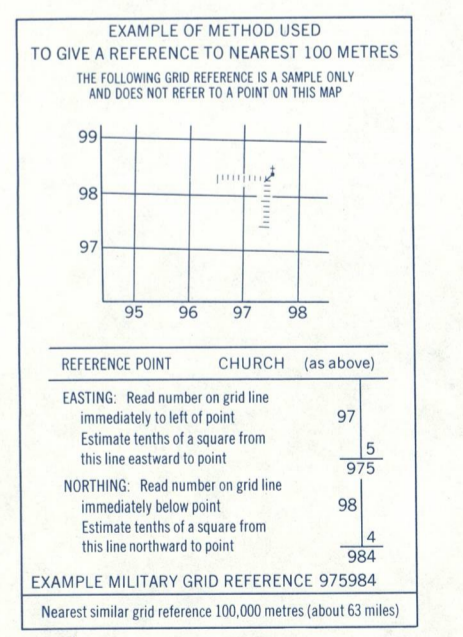 EXAMPLE OF METHOD USED
TO GIVE A REFERENCE TO NEAREST 100 METRES
THE FOLLOWING GRID REFERENCE IS A SAMPLE ONLY
AND DOES NOT REFER TO A POINT ON THIS MAP
99
98
97
95 96 97 98
REFERENCE POINT CHURCH (as above)
EASTING: Read number on grid line
immediately to left of point 97
Estimate tenths of a square from
this line eastward to point 5
975
NORTHING: Read number on grid line
immediately below point 98
Estimate tenths of a square from
this line northward to point 4
984
EXAMPLE MILITARY GRID REFERENCE 975984
Nearest similar grid reference 100,000 metres (about 63 miles)